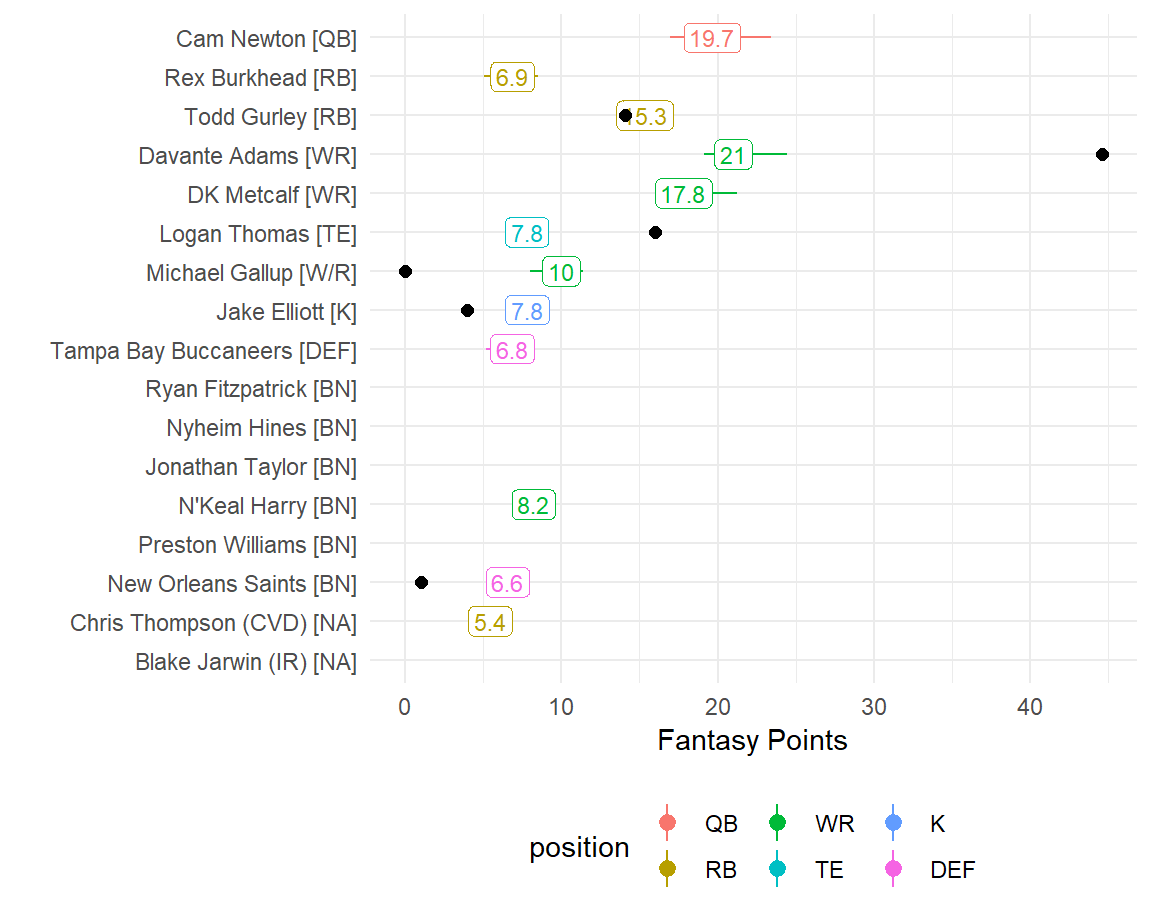 Cam Newton [QB] 19.7
Rex Burkhead [RB] 6.9
Todd Gurley [RB] 5.3
Davante Adams [WR] 21
DK Metcalf [WR] 17.8
Logan Thomas [TE] 7.8
Michael Gallup [W/R] 10
Jake Elliott [K] 7.8
Tampa Bay Buccaneers [DEF] 6.8
Ryan Fitzpatrick [BN]
Nyheim Hines [BN]
Jonathan Taylor [BN]
N'Keal Harry [BN] 8.2
Preston Williams [BN]
New Orleans Saints [BN] 6.6
Chris Thompson (CVD) [NA] 5.4
Blake Jarwin (IR) [NA]
0 10 20 30 40
Fantasy Points
position
QB WR K
RB TE DEF